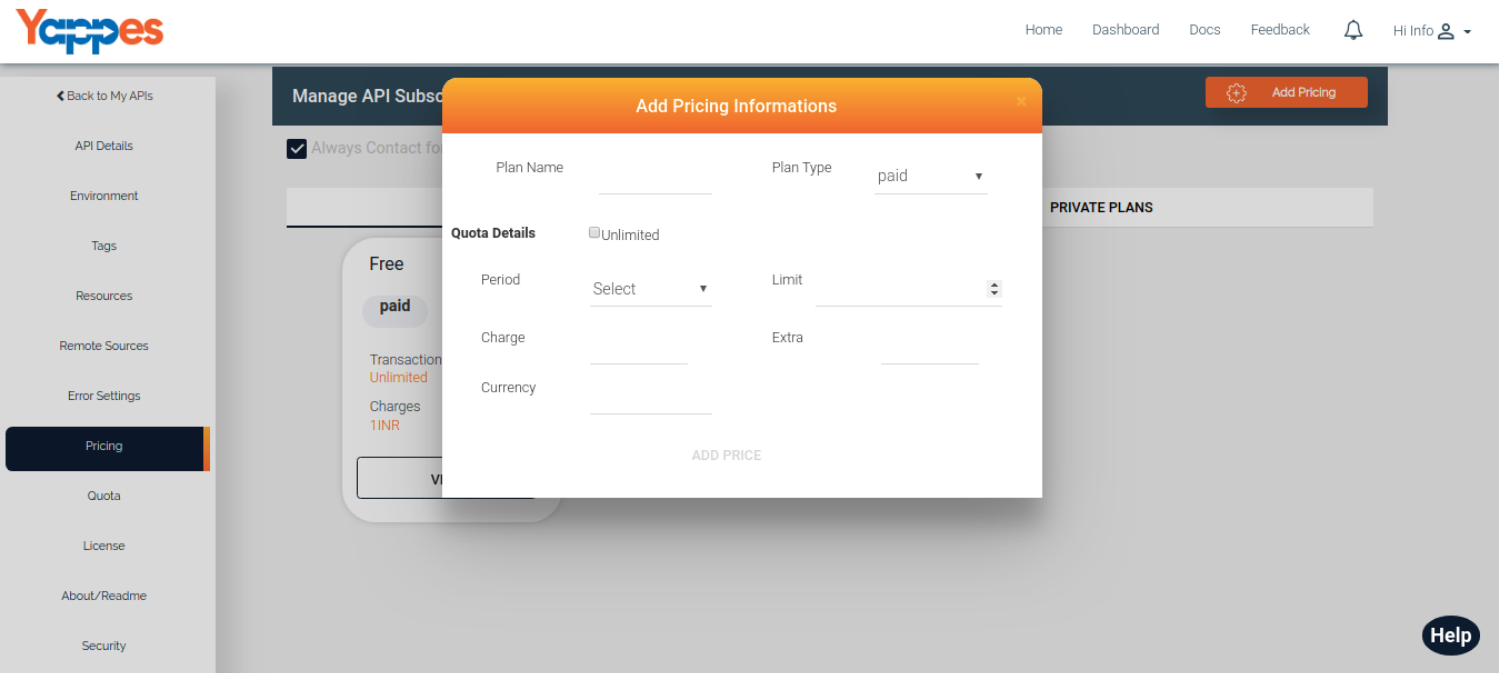 Yappes
Home Dashboard Docs Feedback Hi Info
Back to My APIs
API Details
Environment
Tags
Resources
Remote Sources
Error Settings
Pricing
Quota
License
About/Readme
Security
Manage API Subsc
Add Pricing
Always Contact fo
PRIVATE PLANS
Free
paid
Transaction
Unlimited
Charges
1INR
Add Pricing Informations ×
Plan Name Plan Type paid
Quota Details Unlimited
Period Select Limit
Charge Extra
Currency
ADD PRICE
Help